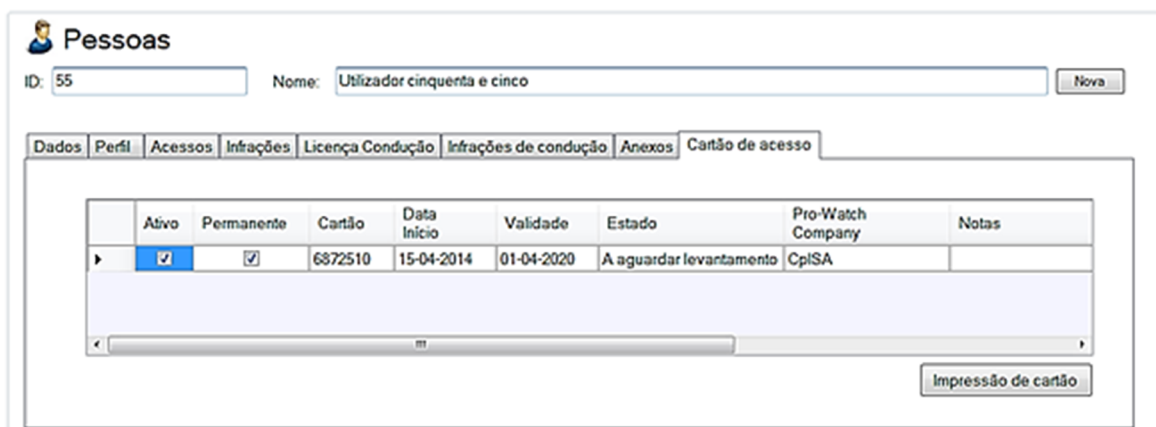 Pessoas
ID: 55 Nome: Utilizador cinquenta e cinco Nova
Dados Perfil Acessos Infrações Licença Condução Infrações de condução Anexos Cartão de acesso
Ativo Permanente Cartão Data Início Validade Estado Pro-Watch Company Notas
6872510 15-04-2014 01-04-2020 A aguardar levantamento CplSA
Impressão de cartão